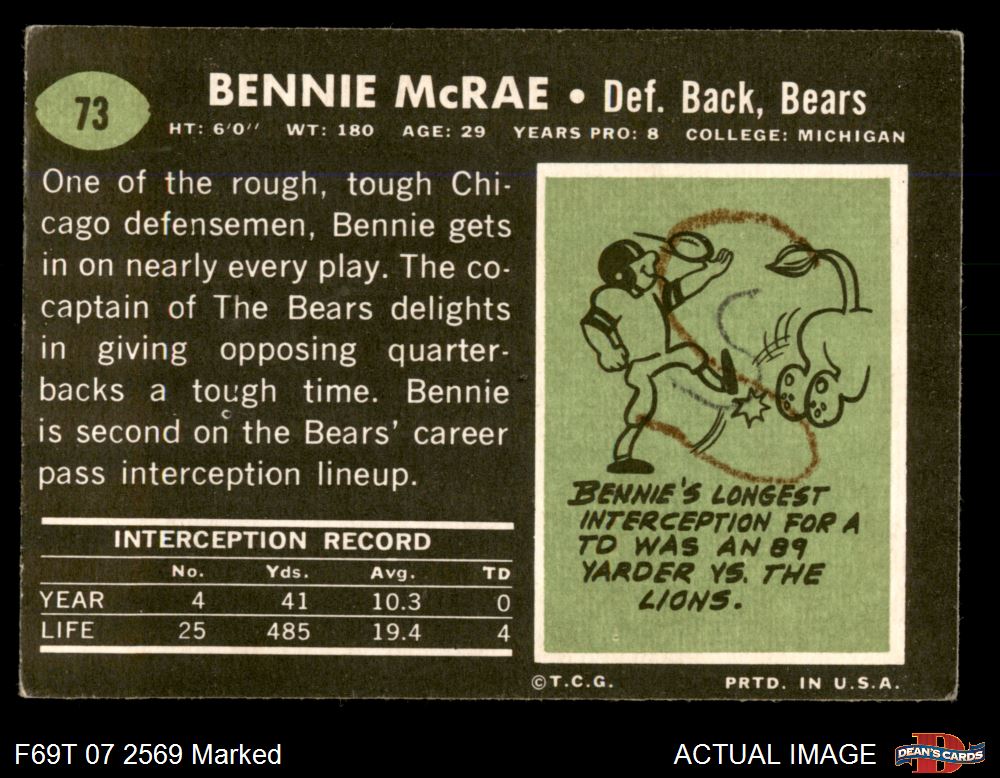 73
BENNIE McRAE • Def. Back, Bears
HT: 6'0'' WT: 180 AGE: 29 YEARS PRO: 8 COLLEGE: MICHIGAN
One of the rough, tough Chi-
cago defensemen, Bennie gets
in on nearly every play. The co-
captain of The Bears delights
in giving opposing quarter-
backs a tough time. Bennie
is second on the Bears' career
pass interception lineup.
INTERCEPTION RECORD
No. Yds. Avg. TD
YEAR 4 41 10.3 0
LIFE 25 485 19.4 4
BENNIE'S LONGEST
INTERCEPTION FOR A
TD WAS AN 89
YARDER VS. THE
LIONS.
©T.C.G. PRTD. IN U.S.A.
F69T 07 2569 Marked
ACTUAL IMAGE
DEAN'S CARDS